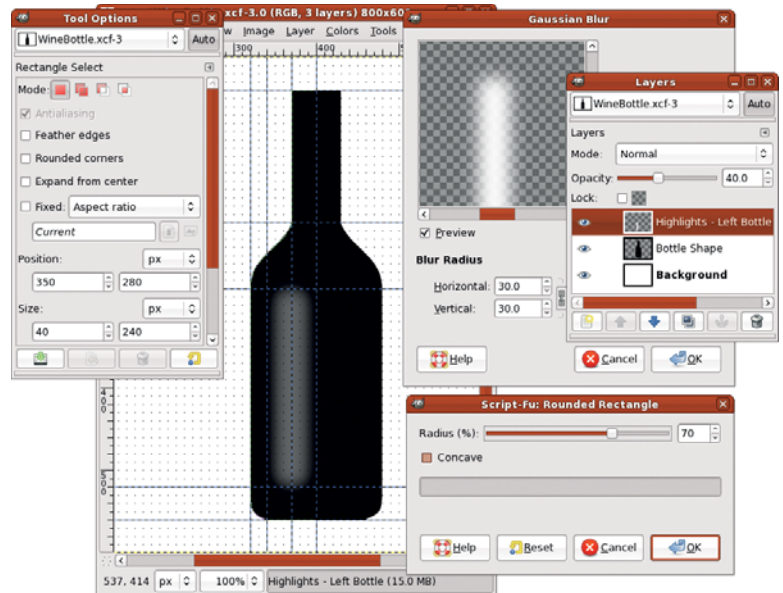 Tool Options
WineBottle.xcf-3
Auto
Rectangle Select
Mode:
Antialiasing
Feather edges
Rounded corners
Expand from center
Fixed: Aspect ratio
Current
Position: px
350 280
Size: px
40 240
.xcf-3.0 (RGB, 3 layers) 800x60
w Image Layer Colors Tools
300 400
400
500
537, 414 px 100% Highlights - Left Bottle (15.0 MB)
Gaussian Blur
Preview
Blur Radius
Horizontal: 30.0
Vertical: 30.0
Help Cancel OK
Layers
WineBottle.xcf-3
Auto
Layers
Mode: Normal
Opacity: 40.0
Lock:
Highlights - Left Bottle
Bottle Shape
Background
Script-Fu: Rounded Rectangle
Radius (%): 70
Concave
Help Reset Cancel OK